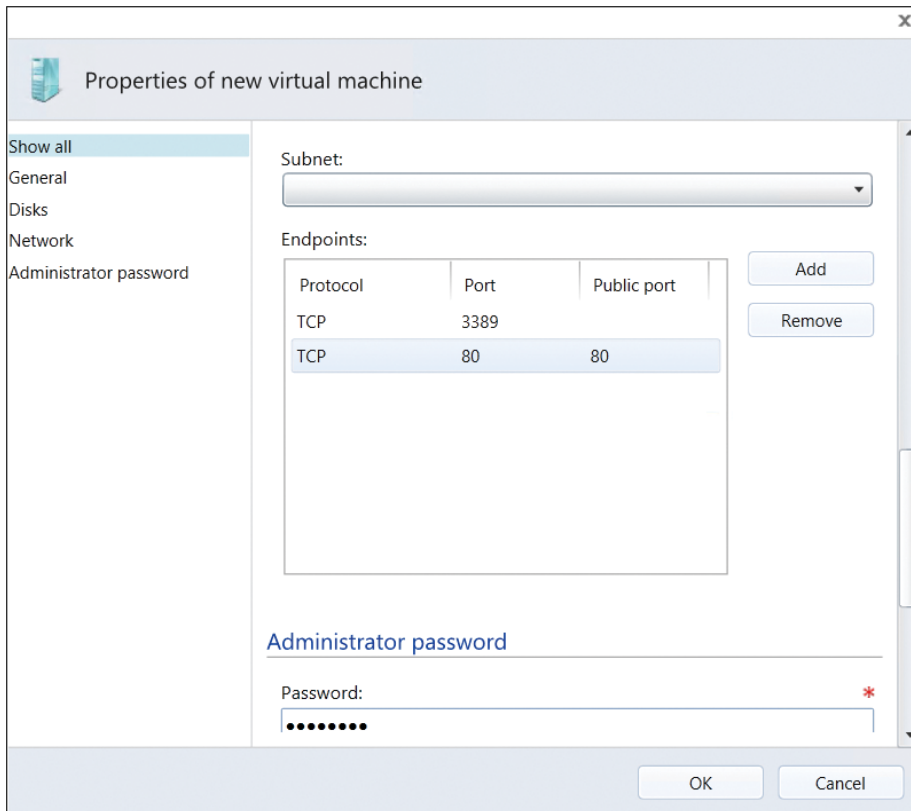 x
Properties of new virtual machine
Show all
General
Disks
Network
Administrator password
Subnet:
Endpoints:
Protocol Port Public port
TCP 3389
TCP 80 80
Add
Remove
Administrator password
Password: *
●●●●●●●●
OK Cancel